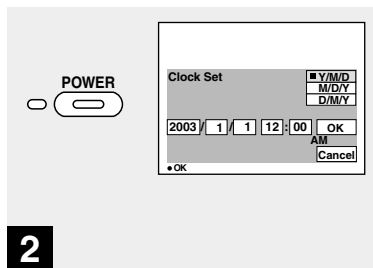 POWER
Clock Set
Y/M/D
M/D/Y
D/M/Y
2003 / 1 / 1 12 : 00 OK
AM
Cancel
• OK
2